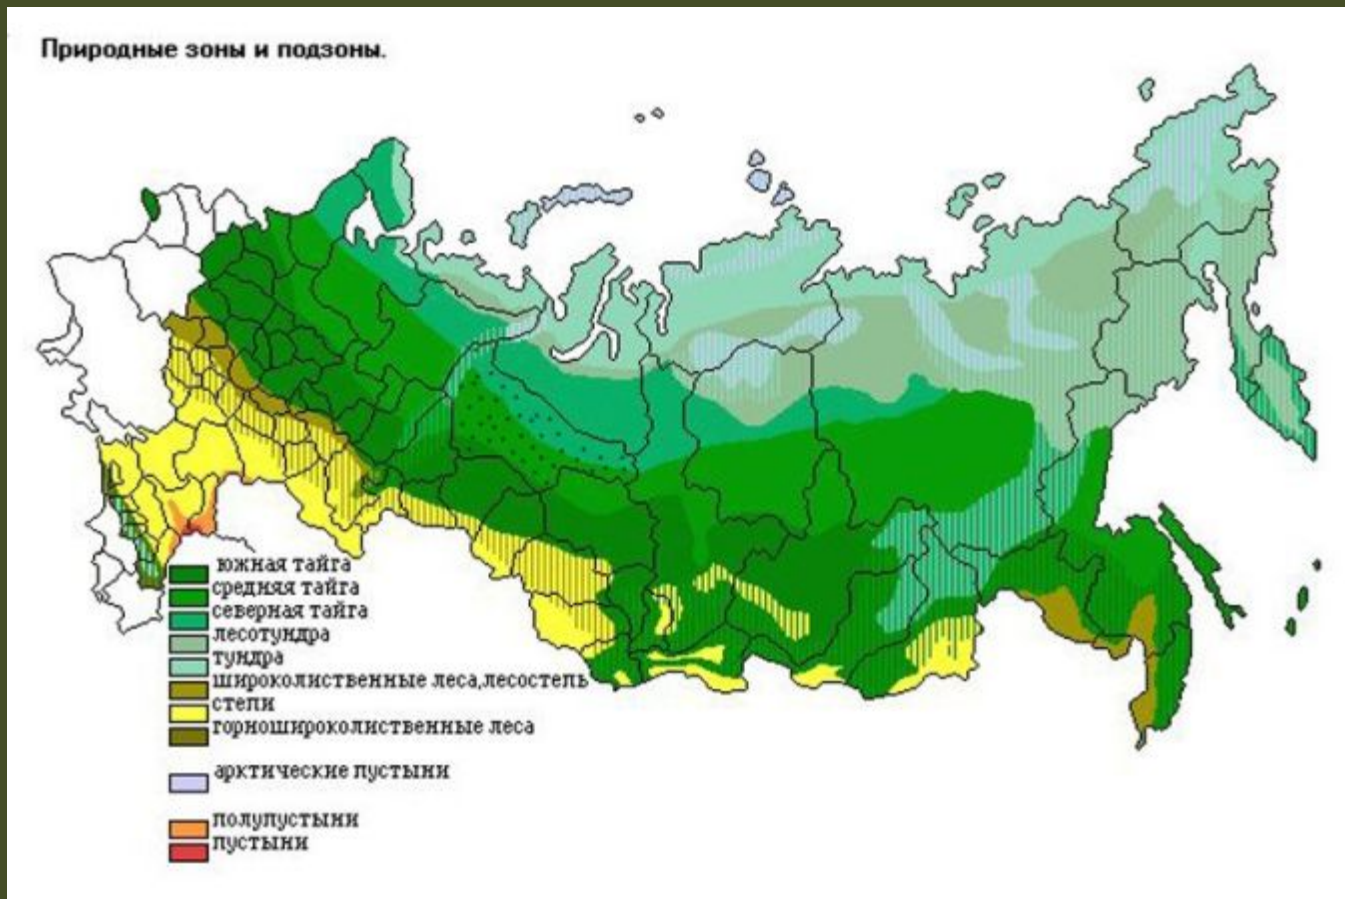 Природные зоны и подзоны.
южная тайга
средняя тайга
северная тайга
лесотундра
тундра
широколиственные леса,лесостепь
степи
горношироколиственные леса
арктические пустыни
полупустыни
пустыни